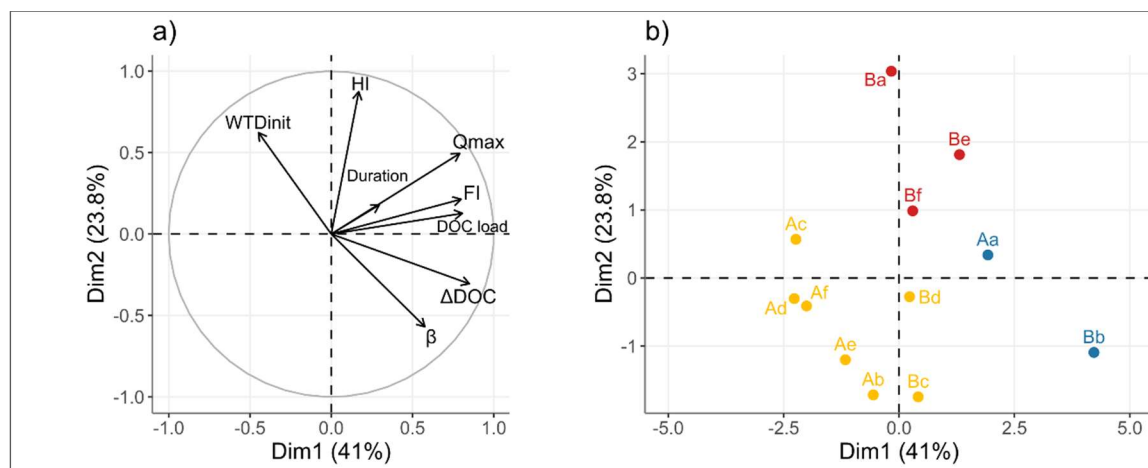 a)
1.0
0.5
0.0
-0.5
-1.0
Dim2 (23.8%)
HI
WTDinit
Qmax
Duration
FI
DOC load
ΔDOC
β
-1.0 -0.5 0.0 0.5 1.0
Dim1 (41%)
b)
3
2
1
0
-1
Dim2 (23.8%)
Ba
Be
Bf
Ac
Aa
Ad Af
Bd
Ae
Bb
Ab Bc
-5.0 -2.5 0.0 2.5 5.0
Dim1 (41%)